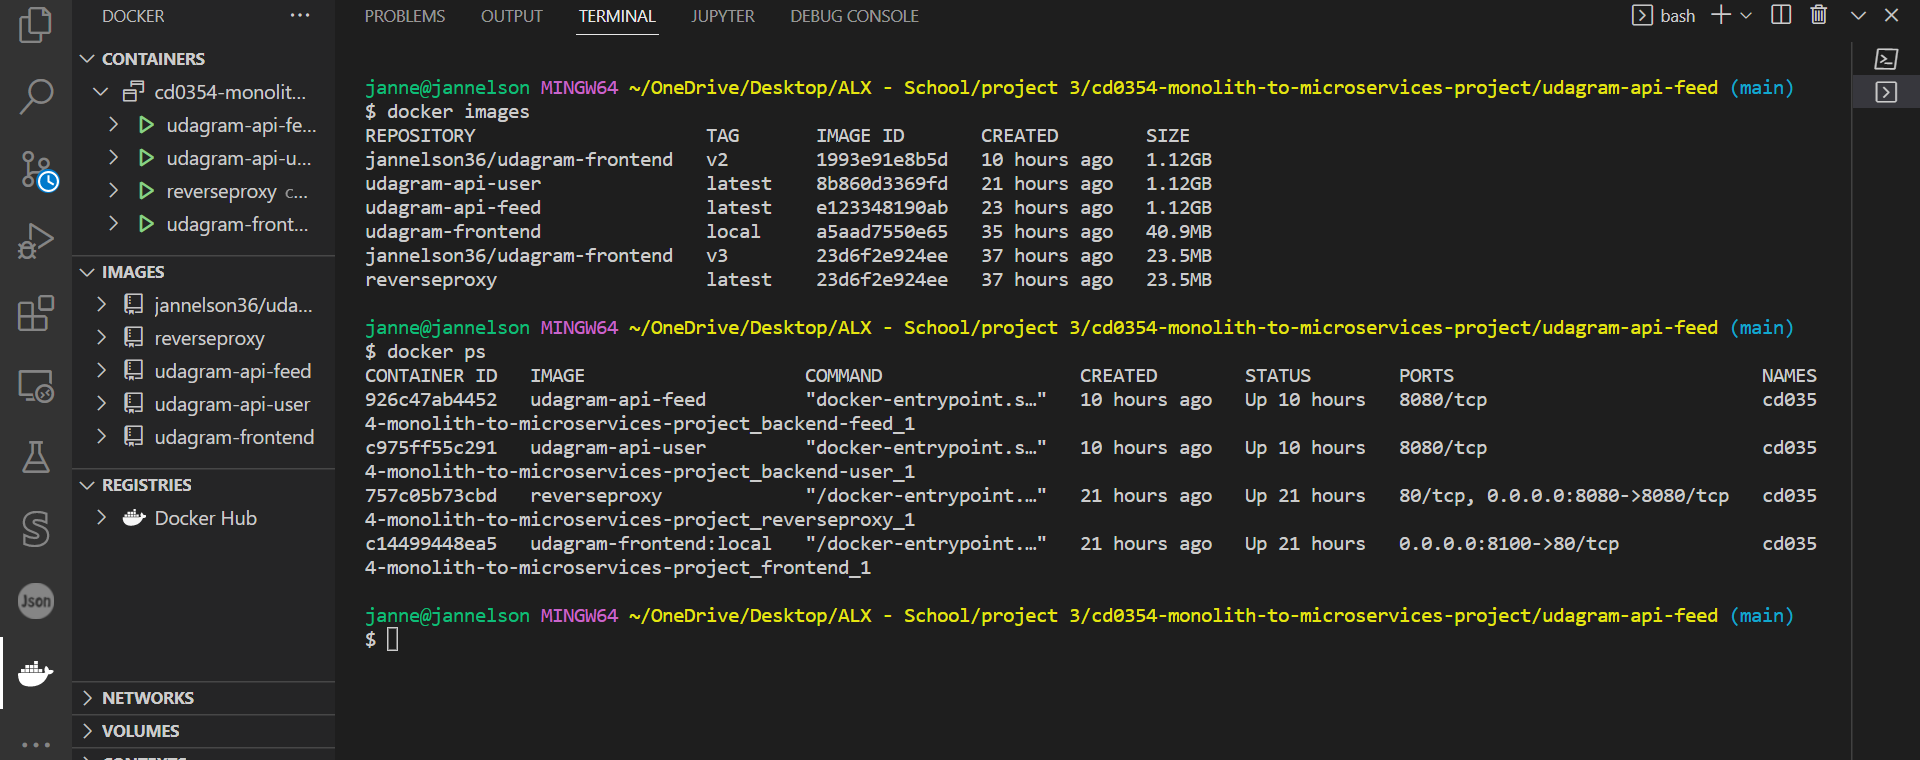 DOCKER
...
CONTAINERS
cd0354-monolit...
udagram-api-fe...
udagram-api-u...
reverseproxy c...
udagram-front...
IMAGES
jannelson36/uda...
reverseproxy
udagram-api-feed
udagram-api-user
udagram-frontend
REGISTRIES
Docker Hub
NETWORKS
VOLUMES
CONTEXTS
Json
PROBLEMS OUTPUT TERMINAL JUPYTER DEBUG CONSOLE
bash
janne@jannelson MINGW64 ~/OneDrive/Desktop/ALX - School/project 3/cd0354-monolith-to-microservices-project/udagram-api-feed (main)
$ docker images
REPOSITORY TAG IMAGE ID CREATED SIZE
jannelson36/udagram-frontend v2 1993e91e8b5d 10 hours ago 1.12GB
udagram-api-user latest 8b860d3369fd 21 hours ago 1.12GB
udagram-api-feed latest e123348190ab 23 hours ago 1.12GB
udagram-frontend local a5aad7550e65 35 hours ago 40.9MB
jannelson36/udagram-frontend v3 23d6f2e924ee 37 hours ago 23.5MB
reverseproxy latest 23d6f2e924ee 37 hours ago 23.5MB
janne@jannelson MINGW64 ~/OneDrive/Desktop/ALX - School/project 3/cd0354-monolith-to-microservices-project/udagram-api-feed (main)
$ docker ps
CONTAINER ID IMAGE COMMAND CREATED STATUS PORTS NAMES
926c47ab4452 udagram-api-feed "docker-entrypoint.s…" 10 hours ago Up 10 hours 8080/tcp cd035
4-monolith-to-microservices-project_backend-feed_1
c975ff55c291 udagram-api-user "docker-entrypoint.s…" 10 hours ago Up 10 hours 8080/tcp cd035
4-monolith-to-microservices-project_backend-user_1
757c05b73cbd reverseproxy "/docker-entrypoint.…" 21 hours ago Up 21 hours 80/tcp, 0.0.0.0:8080->8080/tcp cd035
4-monolith-to-microservices-project_reverseproxy_1
c14499448ea5 udagram-frontend:local "/docker-entrypoint.…" 21 hours ago Up 21 hours 0.0.0.0:8100->80/tcp cd035
4-monolith-to-microservices-project_frontend_1
janne@jannelson MINGW64 ~/OneDrive/Desktop/ALX - School/project 3/cd0354-monolith-to-microservices-project/udagram-api-feed (main)
$